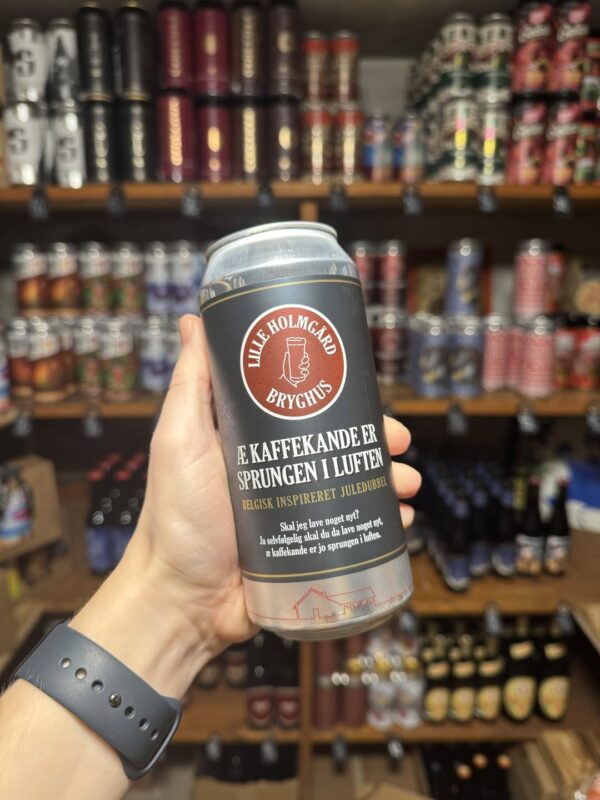 LILLE HOLMGÅRD
BRYGHUS
Æ KAFFEKANDE ER
SPRUNGEN I LUFTEN
BELGISK INSPIRERET JULEDUBBEL
Skal jeg lave noget nyt?
Ja selvfølgelig skal du da lave noget nyt,
æ kaffekande er jo sprungen i luften.